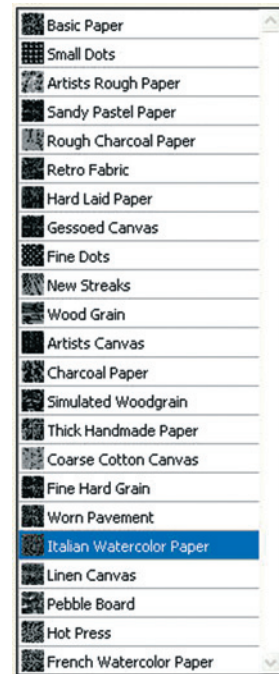 Basic Paper
Small Dots
Artists Rough Paper
Sandy Pastel Paper
Rough Charcoal Paper
Retro Fabric
Hard Laid Paper
Gessoed Canvas
Fine Dots
New Streaks
Wood Grain
Artists Canvas
Charcoal Paper
Simulated Woodgrain
Thick Handmade Paper
Coarse Cotton Canvas
Fine Hard Grain
Worn Pavement
Italian Watercolor Paper
Linen Canvas
Pebble Board
Hot Press
French Watercolor Paper